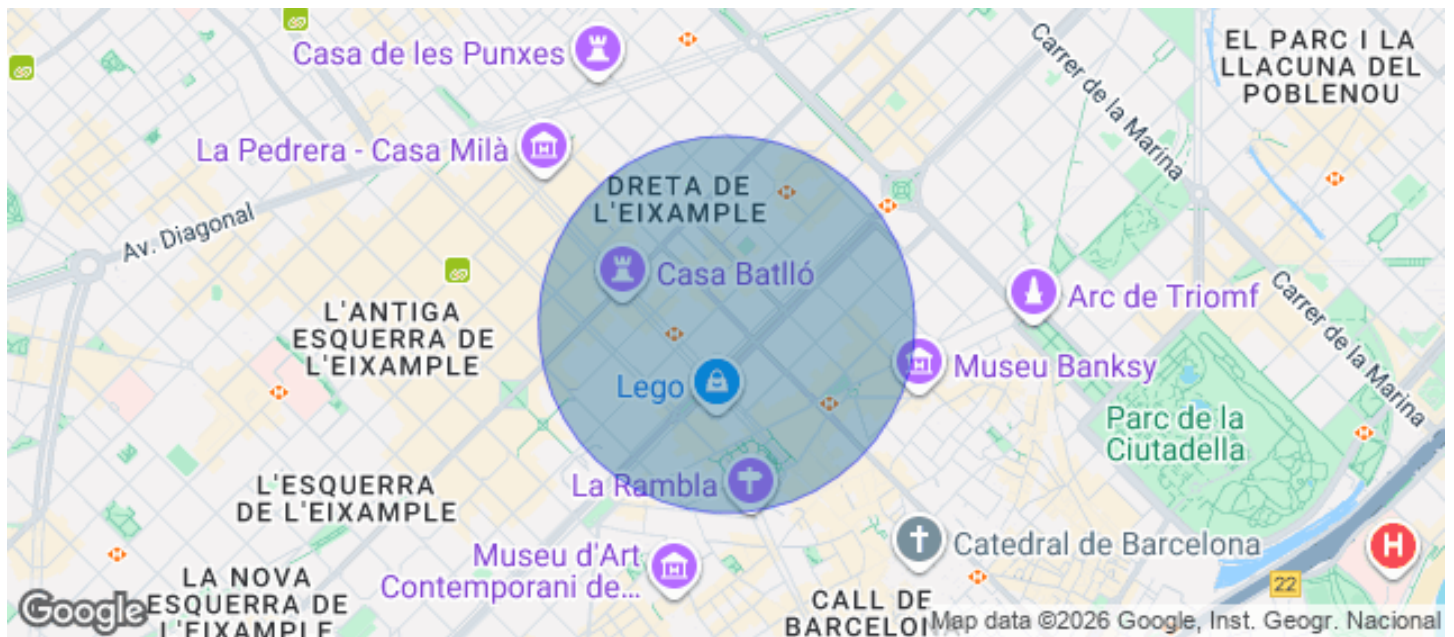 Casa de les Punxes
Carrer de la Marina
EL PARC I LA
LLACUNA DEL
POBLENOU
La Pedrera - Casa Milà
DRETA DE
L'EIXAMPLE
Av. Diagonal
Casa Batlló
Arc de Triomf
Carrer de la Marina
L'ANTIGA
ESQUERRA DE
L'EIXAMPLE
Lego
Museu Banksy
Parc de la
Ciutadella
L'ESQUERRA
DE L'EIXAMPLE
La Rambla
Museu d'Art
Contemporani de...
Catedral de Barcelona
H
22
LA NOVA
ESQUERRA DE
L'EIXAMPLE
CALL DE
BARCELONA
Google
Map data ©2026 Google, Inst. Geogr. Nacional